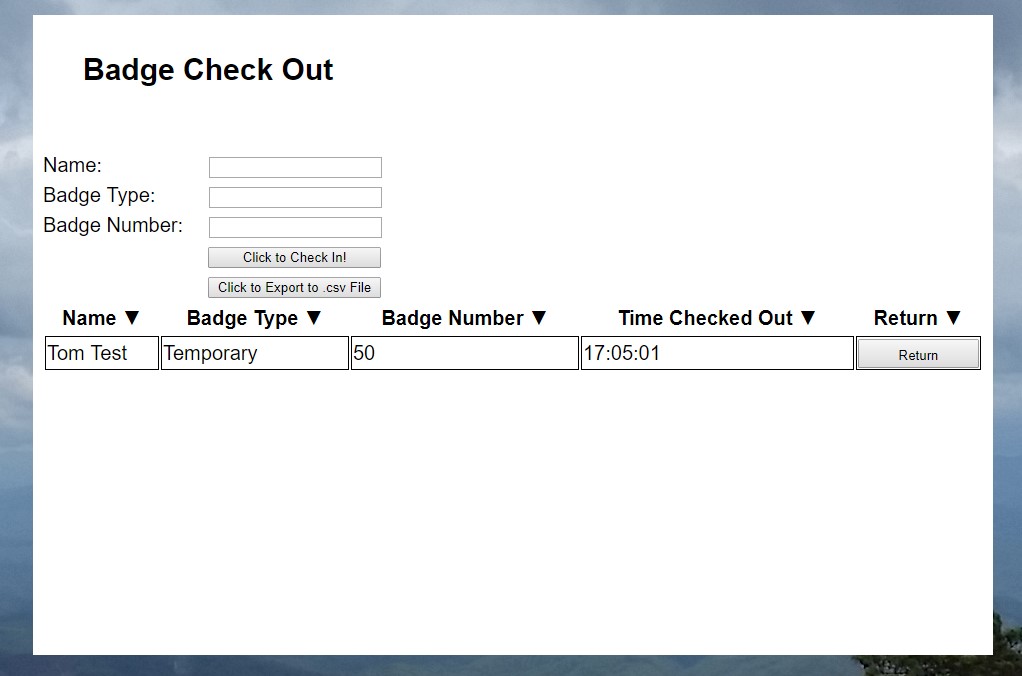 Badge Check Out
Name:
Badge Type:
Badge Number:
Click to Check In!
Click to Export to .csv File
Name ▼ Badge Type ▼ Badge Number ▼ Time Checked Out ▼ Return ▼
Tom Test Temporary 50 17:05:01 Return